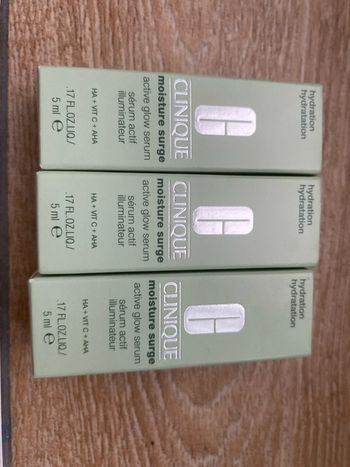 hydration
hydratation
CLINIQUE
moisture surge
active glow serum
sérum actif
illuminateur
HA + VIT C + AHA
.17 FL.OZ.LIQ./
5 ml ℮
hydration
hydratation
CLINIQUE
moisture surge
active glow serum
sérum actif
illuminateur
HA + VIT C + AHA
.17 FL.OZ.LIQ./
5 ml ℮
hydration
hydratation
CLINIQUE
moisture surge
active glow serum
sérum actif
illuminateur
HA + VIT C + AHA
.17 FL.OZ.LIQ./
5 ml ℮